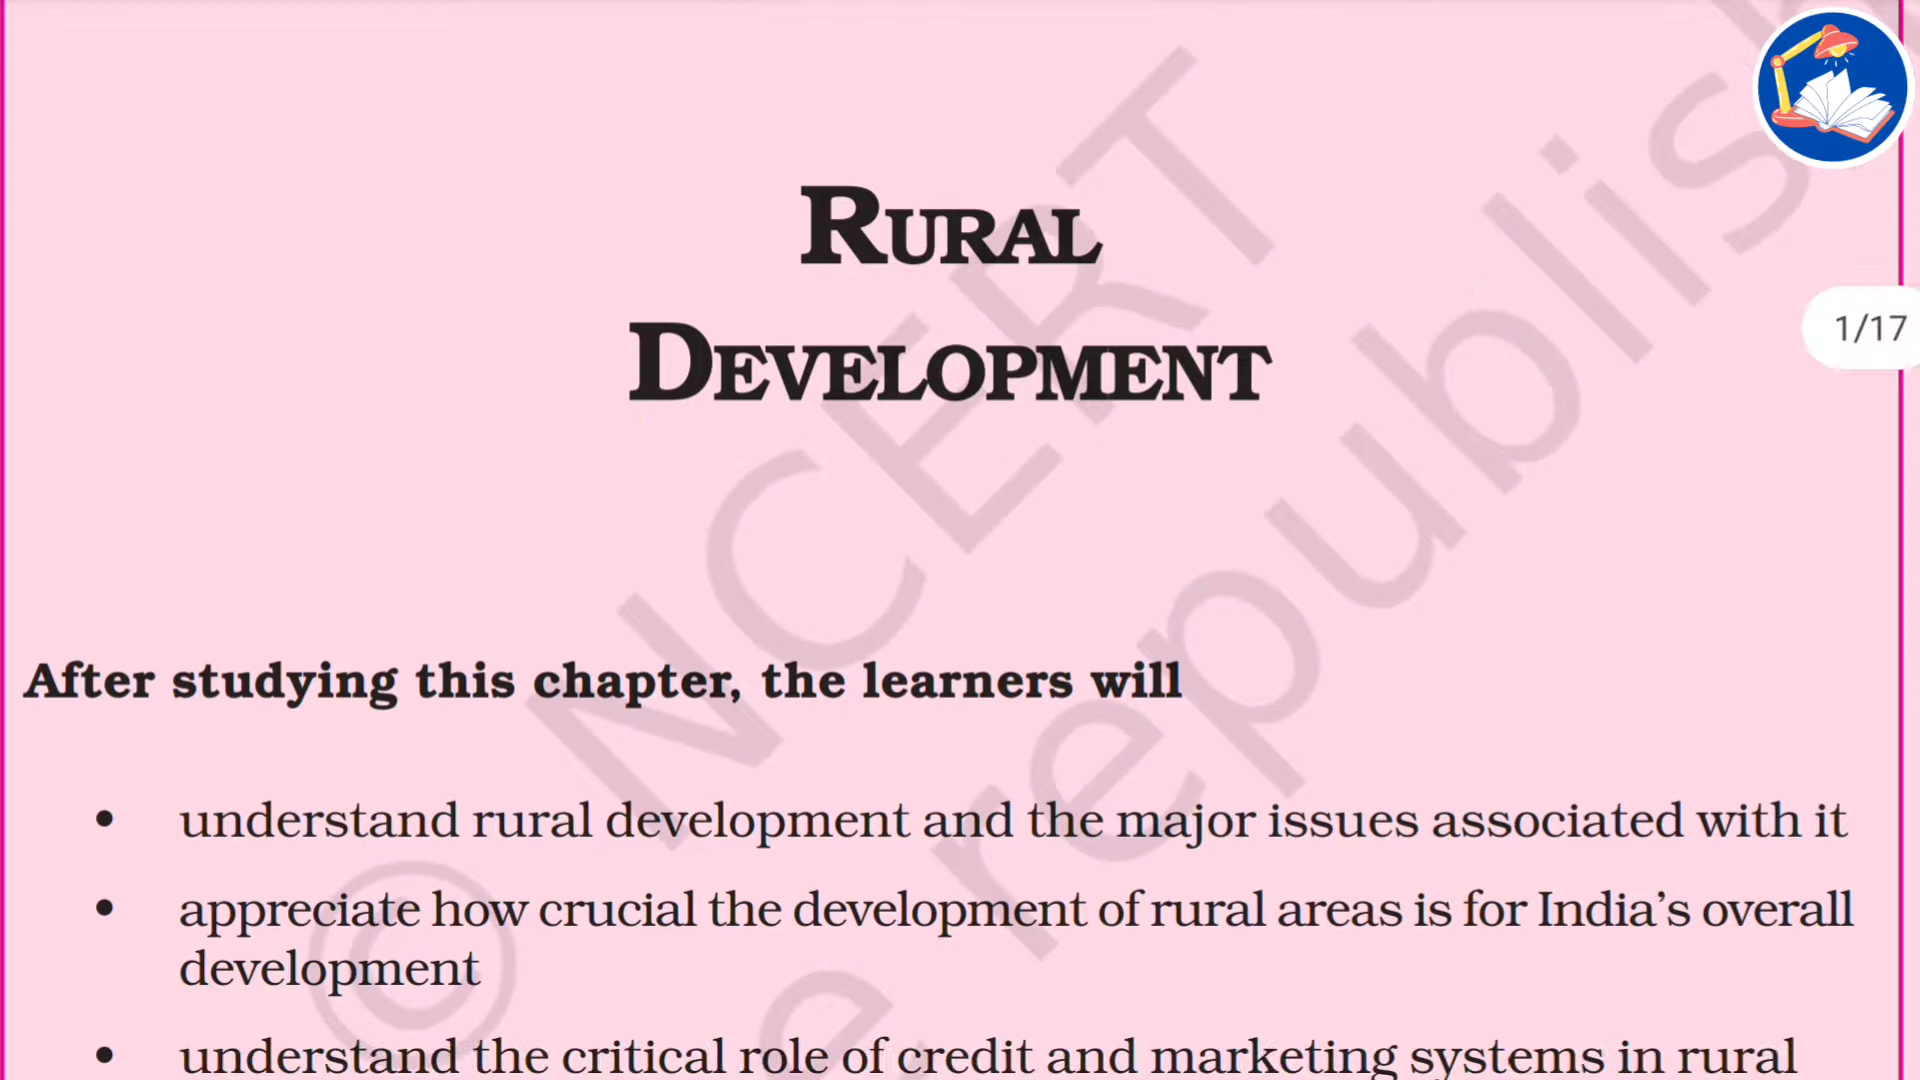 RURAL
DEVELOPMENT
1/17
After studying this chapter, the learners will
• understand rural development and the major issues associated with it
• appreciate how crucial the development of rural areas is for India’s overall
development
• understand the critical role of credit and marketing systems in rural
© NCERT
e republis